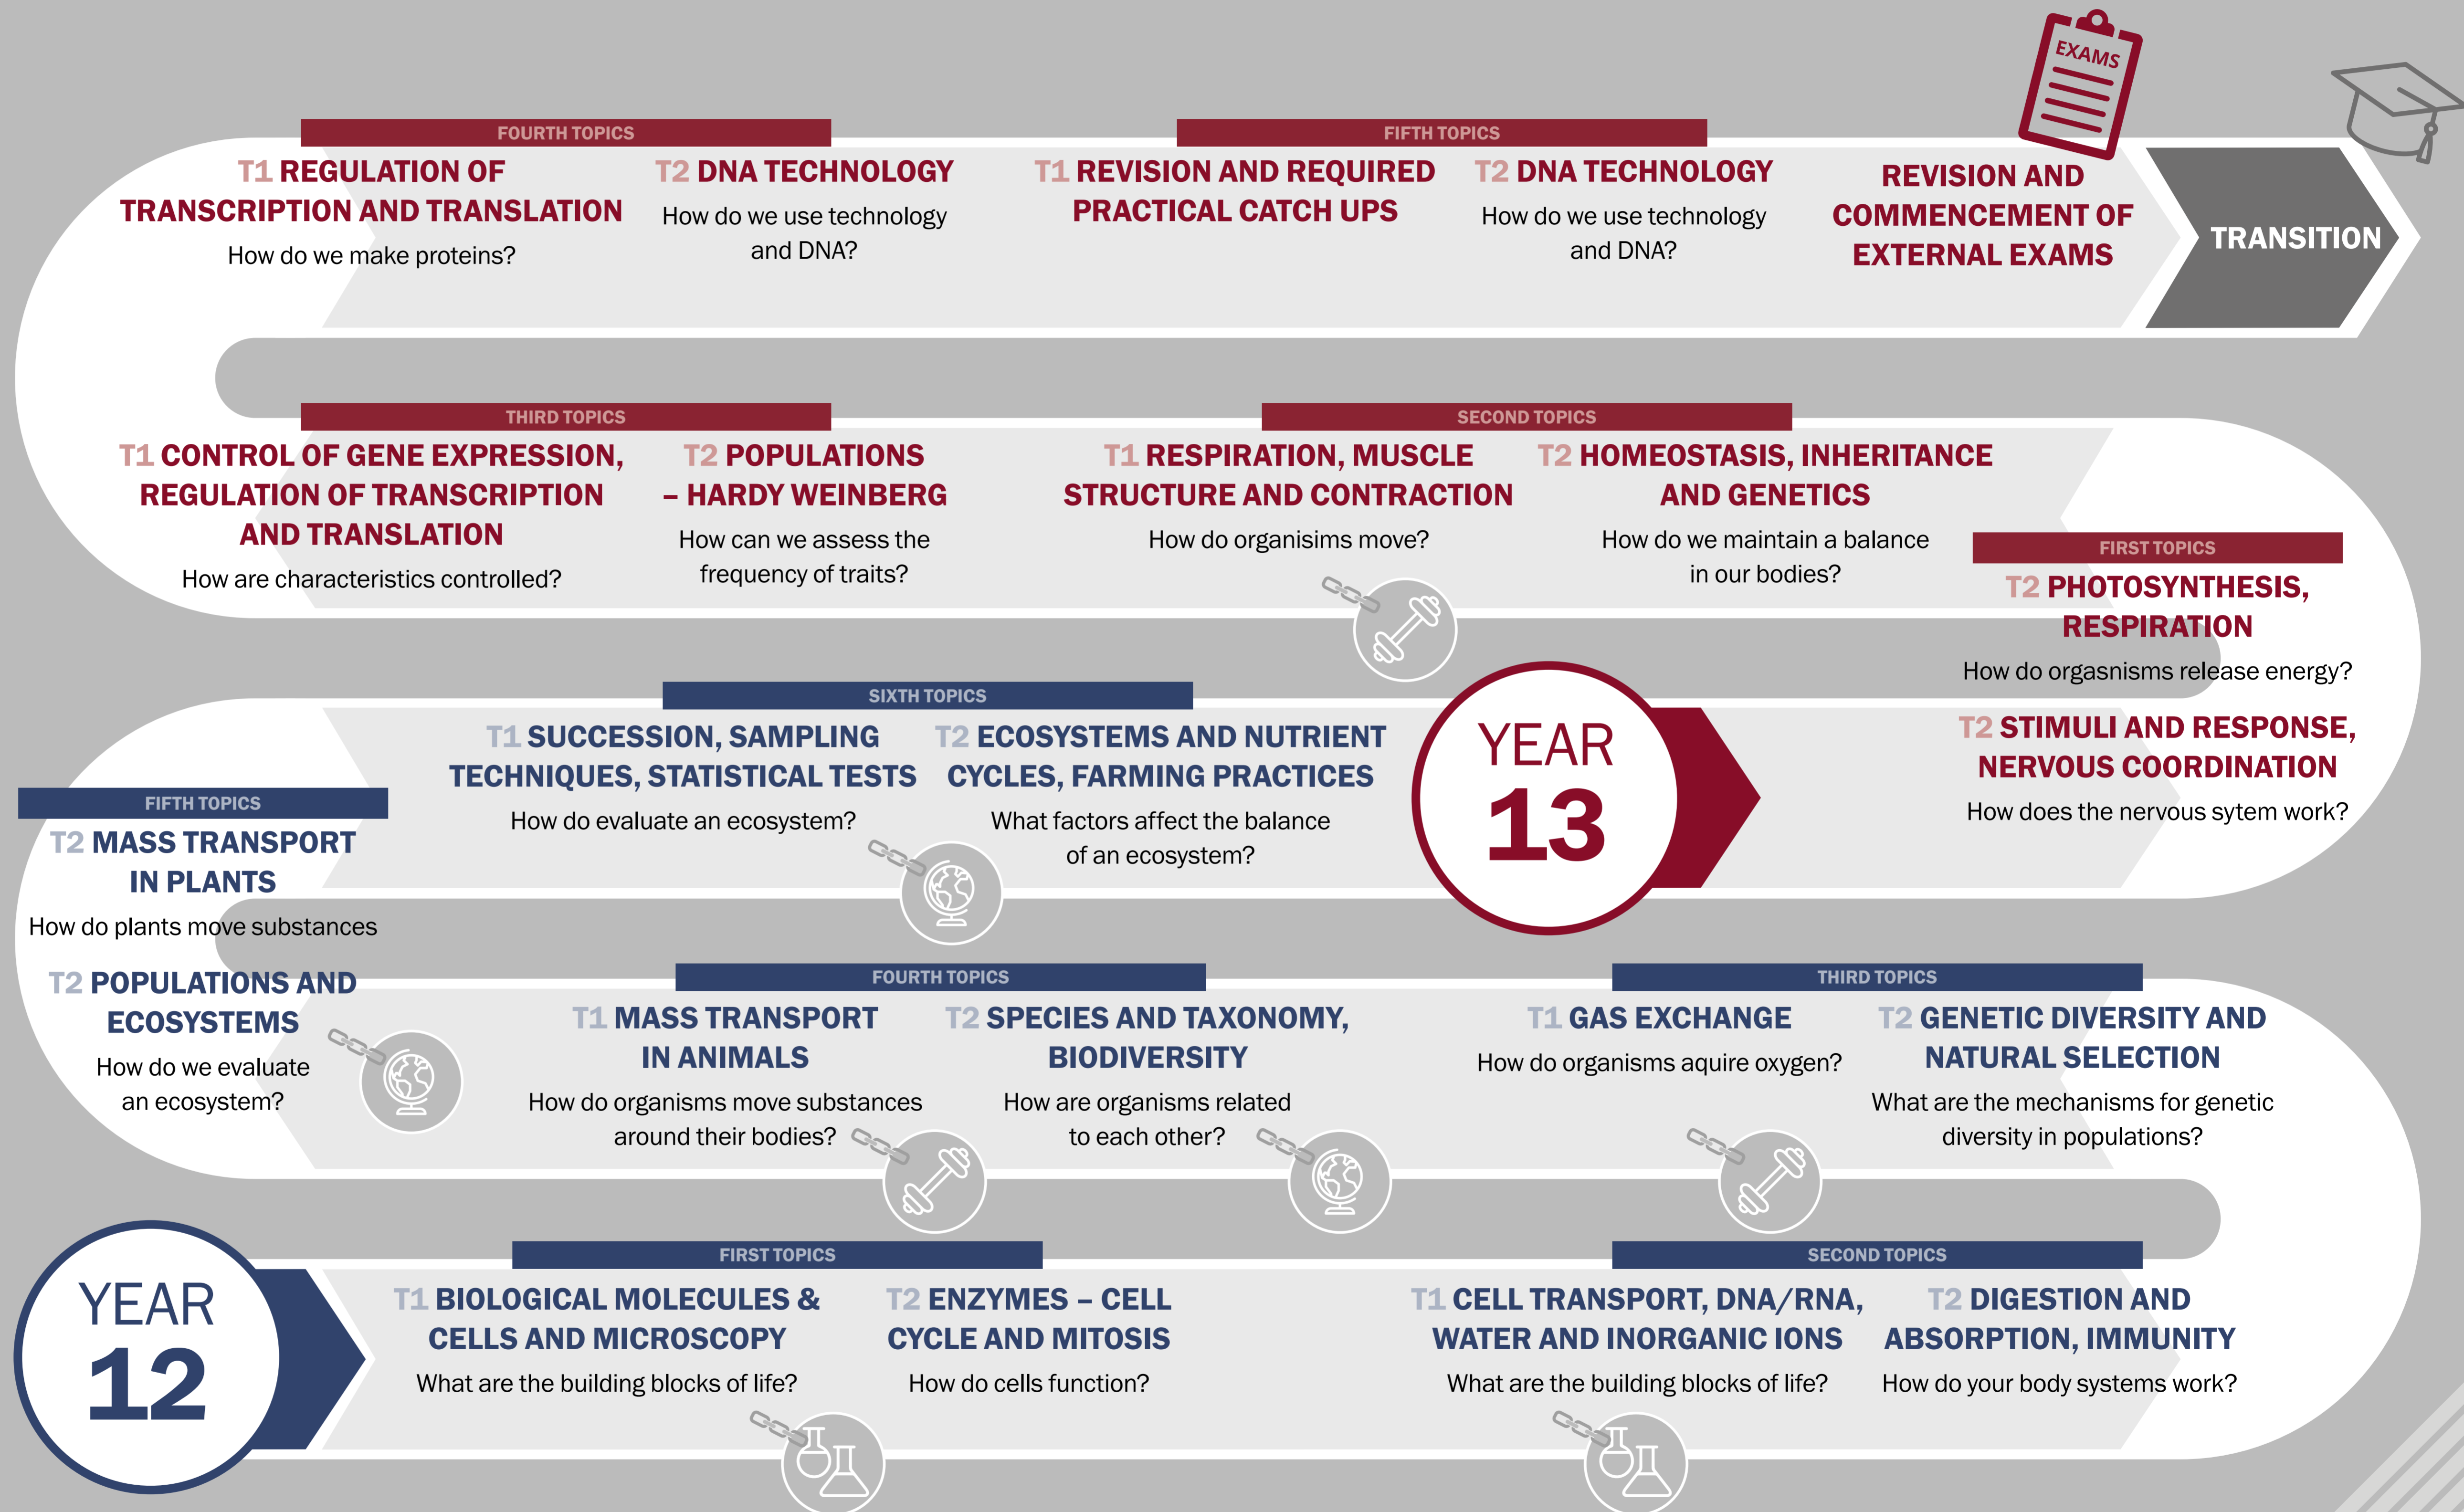 EXAMS
FOURTH TOPICS
T1 REGULATION OF
TRANSCRIPTION AND TRANSLATION
How do we make proteins?
T2 DNA TECHNOLOGY
How do we use technology
and DNA?
FIFTH TOPICS
T1 REVISION AND REQUIRED
PRACTICAL CATCH UPS
T2 DNA TECHNOLOGY
How do we use technology
and DNA?
REVISION AND
COMMENCEMENT OF
EXTERNAL EXAMS
TRANSITION
THIRD TOPICS
T1 CONTROL OF GENE EXPRESSION,
REGULATION OF TRANSCRIPTION
AND TRANSLATION
How are characteristics controlled?
T2 POPULATIONS
– HARDY WEINBERG
How can we assess the
frequency of traits?
SECOND TOPICS
T1 RESPIRATION, MUSCLE
STRUCTURE AND CONTRACTION
How do organisims move?
T2 HOMEOSTASIS, INHERITANCE
AND GENETICS
How do we maintain a balance
in our bodies?
FIRST TOPICS
T2 PHOTOSYNTHESIS,
RESPIRATION
How do orgasnisms release energy?
T2 STIMULI AND RESPONSE,
NERVOUS COORDINATION
How does the nervous sytem work?
YEAR
13
SIXTH TOPICS
T1 SUCCESSION, SAMPLING
TECHNIQUES, STATISTICAL TESTS
How do evaluate an ecosystem?
T2 ECOSYSTEMS AND NUTRIENT
CYCLES, FARMING PRACTICES
What factors affect the balance
of an ecosystem?
FIFTH TOPICS
T2 MASS TRANSPORT
IN PLANTS
How do plants move substances
T2 POPULATIONS AND
ECOSYSTEMS
How do we evaluate
an ecosystem?
FOURTH TOPICS
T1 MASS TRANSPORT
IN ANIMALS
How do organisms move substances
around their bodies?
T2 SPECIES AND TAXONOMY,
BIODIVERSITY
How are organisms related
to each other?
THIRD TOPICS
T1 GAS EXCHANGE
How do organisms aquire oxygen?
T2 GENETIC DIVERSITY AND
NATURAL SELECTION
What are the mechanisms for genetic
diversity in populations?
YEAR
12
FIRST TOPICS
T1 BIOLOGICAL MOLECULES &
CELLS AND MICROSCOPY
What are the building blocks of life?
T2 ENZYMES – CELL
CYCLE AND MITOSIS
How do cells function?
SECOND TOPICS
T1 CELL TRANSPORT, DNA/RNA,
WATER AND INORGANIC IONS
What are the building blocks of life?
T2 DIGESTION AND
ABSORPTION, IMMUNITY
How do your body systems work?